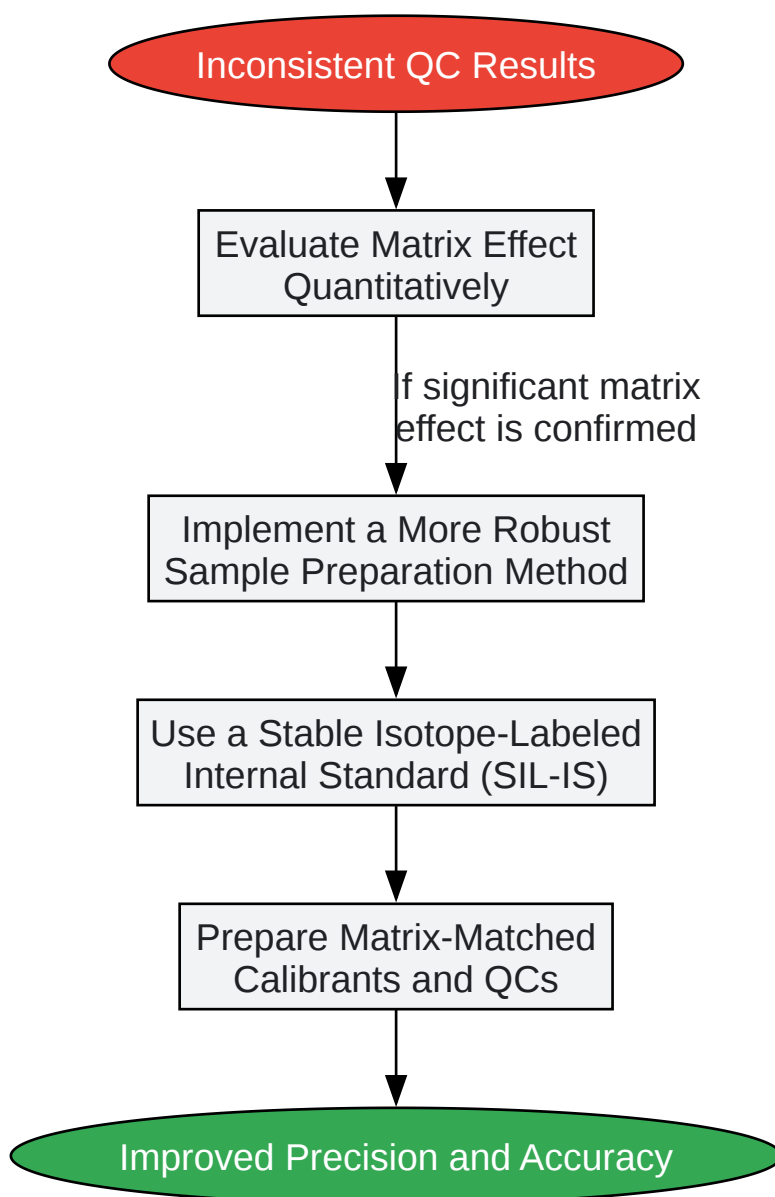 Inconsistent QC Results
Evaluate Matrix Effect
Quantitatively
If significant matrix
effect is confirmed
Implement a More Robust
Sample Preparation Method
Use a Stable Isotope-Labeled
Internal Standard (SIL-IS)
Prepare Matrix-Matched
Calibrants and QCs
Improved Precision and Accuracy